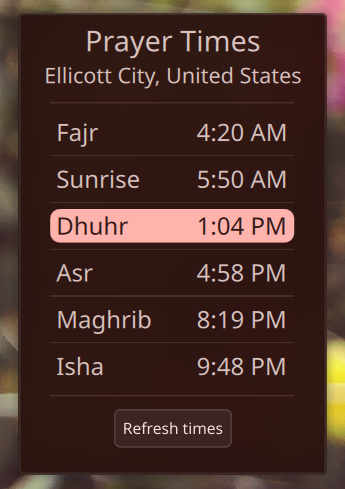 Prayer Times
Ellicott City, United States
Fajr 4:20 AM
Sunrise 5:50 AM
Dhuhr 1:04 PM
Asr 4:58 PM
Maghrib 8:19 PM
Isha 9:48 PM
Refresh times